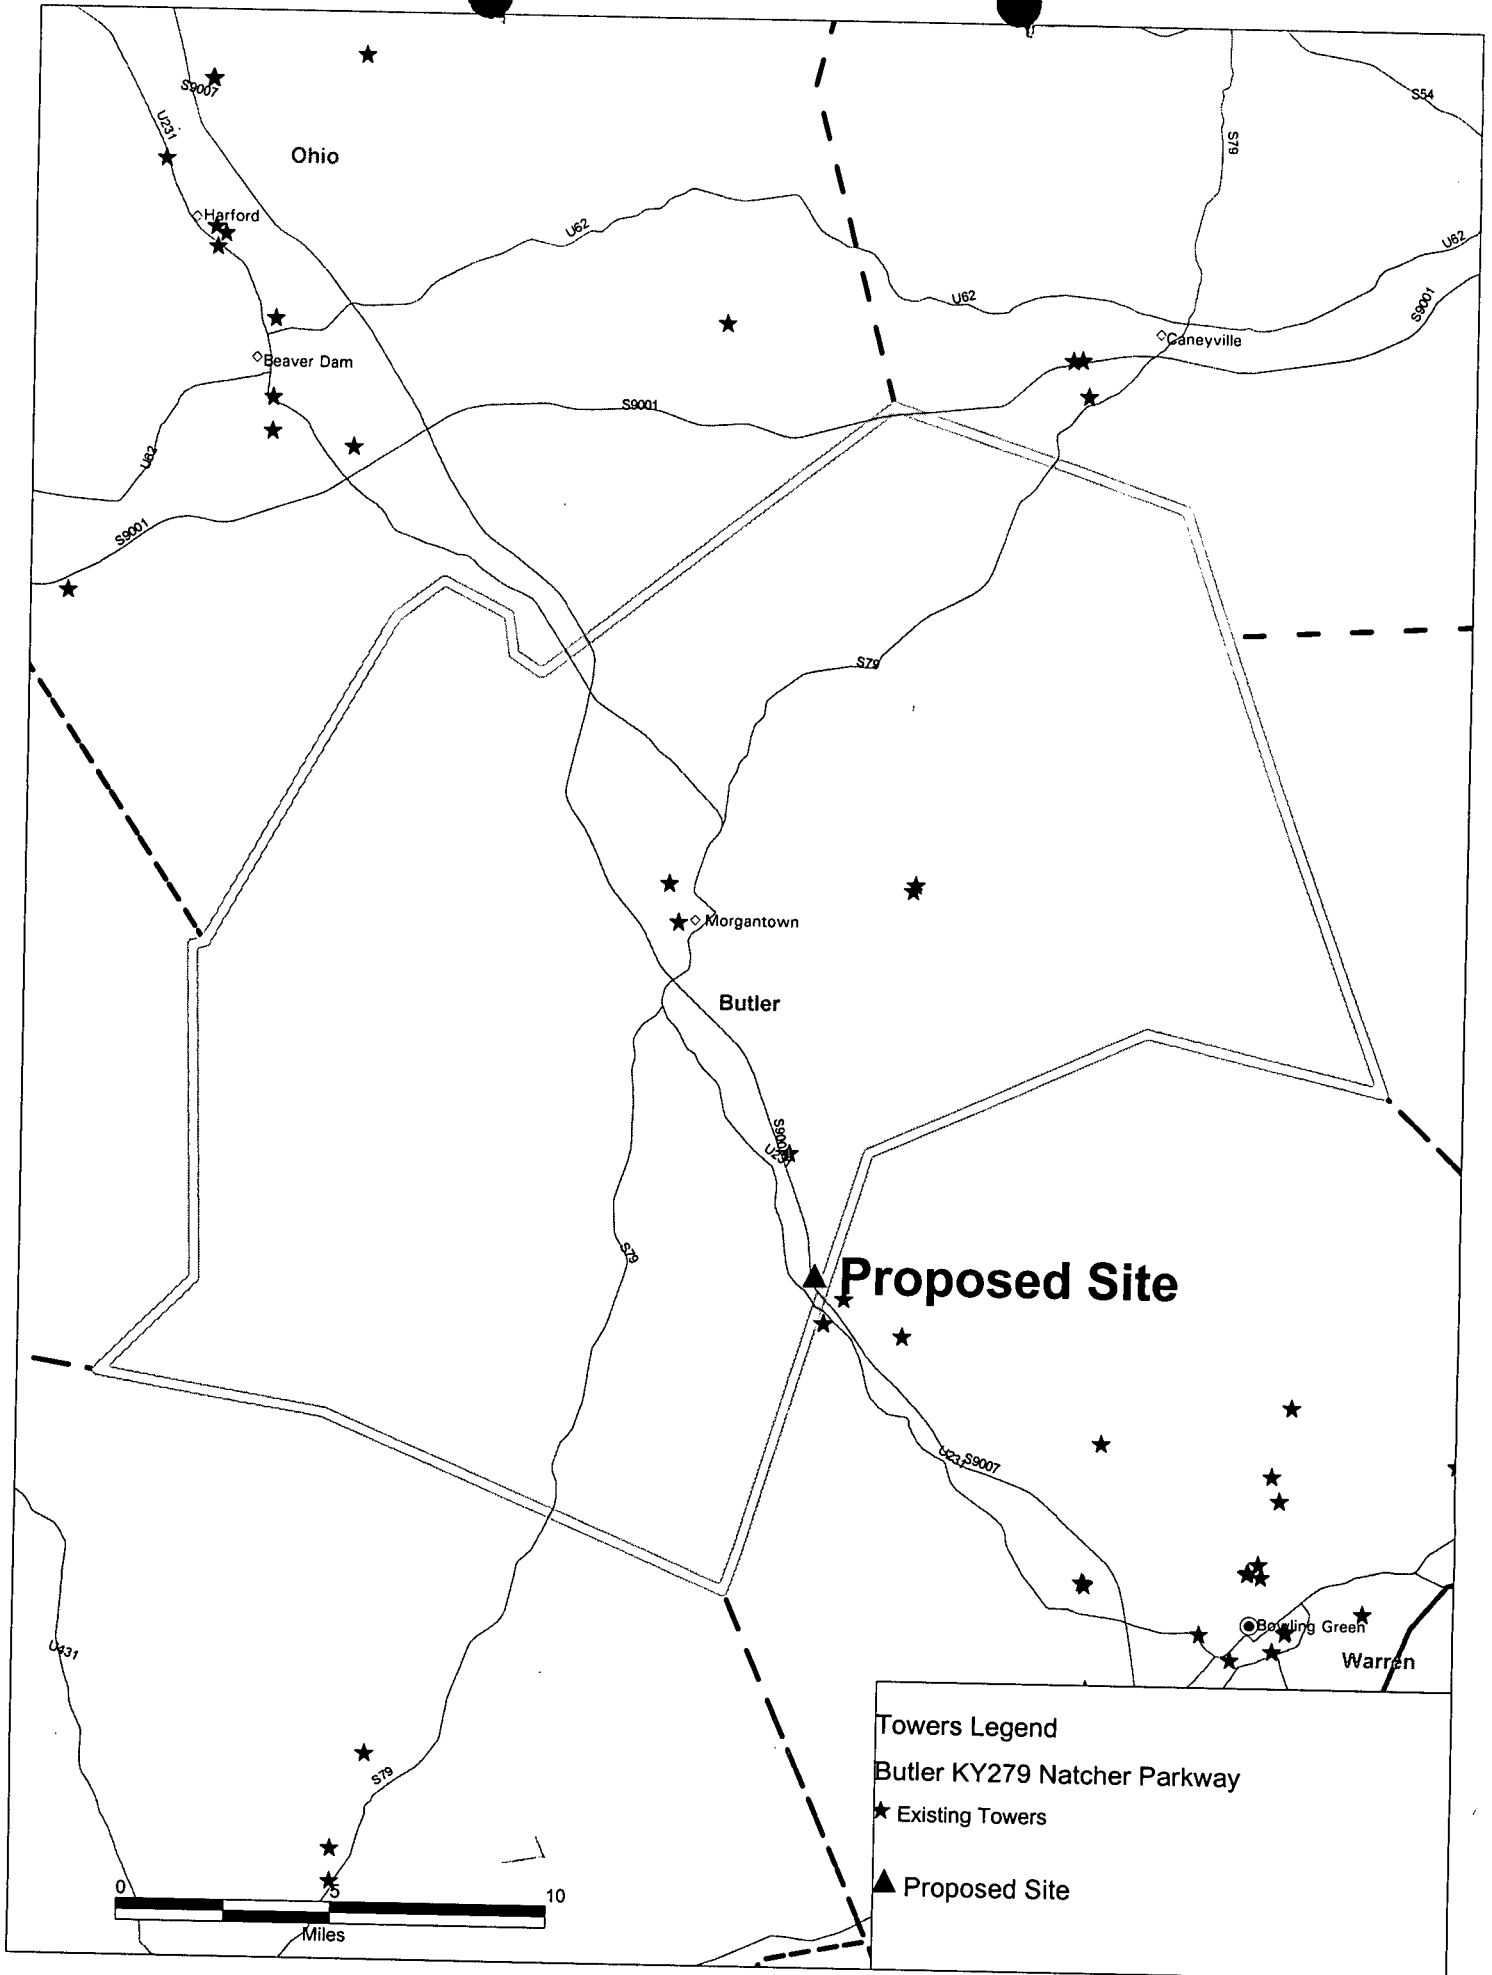 S9007
U231
Ohio
S54
S79
Harford
U62
U62
U62
S9001
Caneyville
Beaver Dam
S9001
U62
S9001
S79
Morgantown
Butler
S79
Proposed Site
U231
S9007
U431
Bowling Green
Warren
S79
Towers Legend
Butler KY279 Natcher Parkway
Existing Towers
Proposed Site
0 5 10
Miles